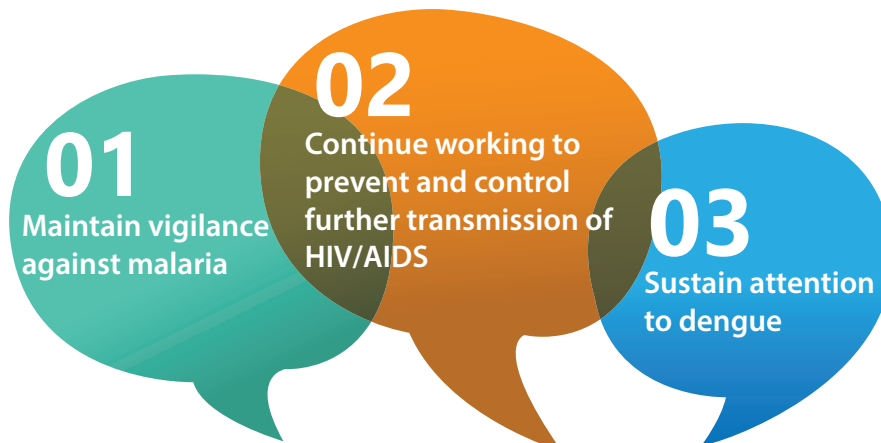 01
Maintain vigilance
against malaria
02
Continue working to
prevent and control
further transmission of
HIV/AIDS
03
Sustain attention
to dengue